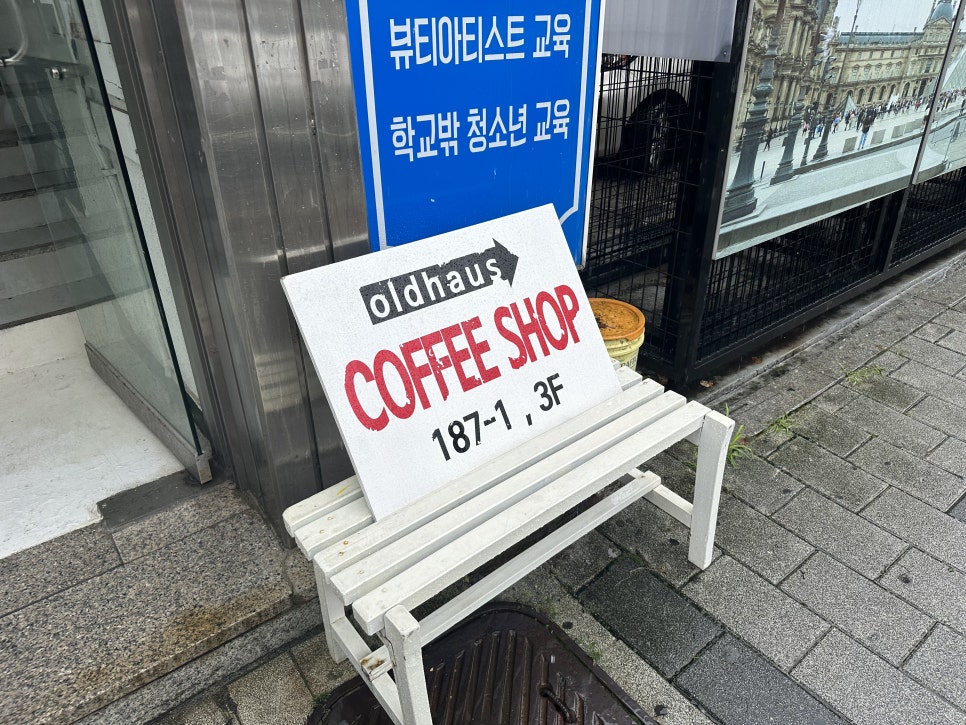 뷰티아티스트 교육
학교밖 청소년 교육
oldhaus
COFFEE SHOP
187-1 , 3F